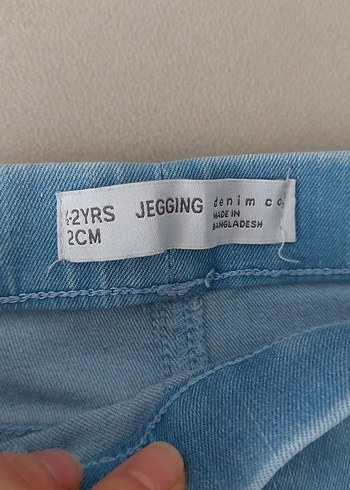 -2YRS JEGGING denim co
2CM MADE IN
BANGLADESH